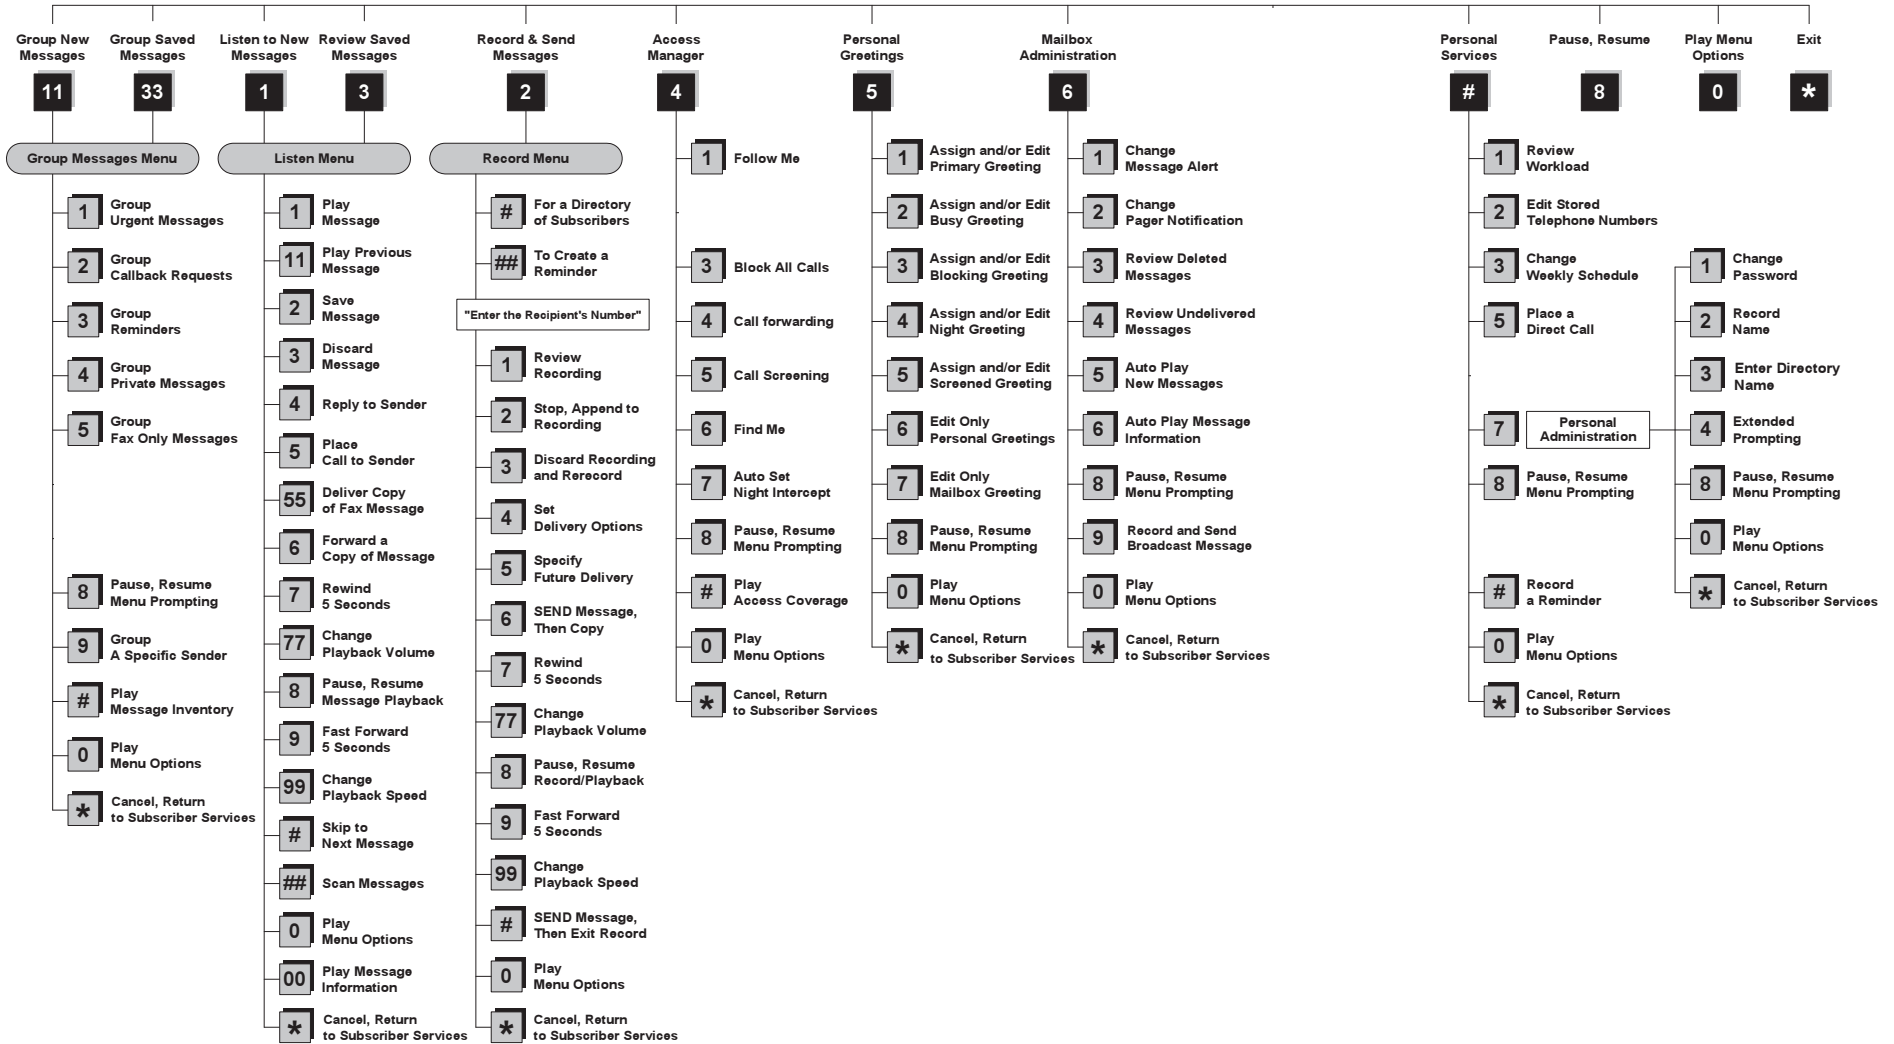 Group New
Messages
11
Group Saved
Messages
33
Listen to New
Messages
1
Review Saved
Messages
3
Record & Send
Messages
2
Access
Manager
4
Personal
Greetings
5
Mailbox
Administration
6
Personal
Services
#
Pause, Resume
8
Play Menu
Options
0
Exit
*
Group Messages Menu
1 Group
Urgent Messages
2 Group
Callback Requests
3 Group
Reminders
4 Group
Private Messages
5 Group
Fax Only Messages
8 Pause, Resume
Menu Prompting
9 Group
A Specific Sender
# Play
Message Inventory
0 Play
Menu Options
* Cancel, Return
to Subscriber Services
Listen Menu
1 Play
Message
11 Play Previous
Message
2 Save
Message
3 Discard
Message
4 Reply to Sender
5 Place
Call to Sender
55 Deliver Copy
of Fax Message
6 Forward a
Copy of Message
7 Rewind
5 Seconds
77 Change
Playback Volume
8 Pause, Resume
Message Playback
9 Fast Forward
5 Seconds
99 Change
Playback Speed
# Skip to
Next Message
## Scan Messages
0 Play
Menu Options
00 Play Message
Information
* Cancel, Return
to Subscriber Services
Record Menu
# For a Directory
of Subscribers
## To Create a
Reminder
"Enter the Recipient's Number"
1 Review
Recording
2 Stop, Append to
Recording
3 Discard Recording
and Rerecord
4 Set
Delivery Options
5 Specify
Future Delivery
6 SEND Message,
Then Copy
7 Rewind
5 Seconds
77 Change
Playback Volume
8 Pause, Resume
Record/Playback
9 Fast Forward
5 Seconds
99 Change
Playback Speed
# SEND Message,
Then Exit Record
0 Play
Menu Options
* Cancel, Return
to Subscriber Services
1 Follow Me
3 Block All Calls
4 Call forwarding
5 Call Screening
6 Find Me
7 Auto Set
Night Intercept
8 Pause, Resume
Menu Prompting
# Play
Access Coverage
0 Play
Menu Options
* Cancel, Return
to Subscriber Services
1 Assign and/or Edit
Primary Greeting
2 Assign and/or Edit
Busy Greeting
3 Assign and/or Edit
Blocking Greeting
4 Assign and/or Edit
Night Greeting
5 Assign and/or Edit
Screened Greeting
6 Edit Only
Personal Greetings
7 Edit Only
Mailbox Greeting
8 Pause, Resume
Menu Prompting
0 Play
Menu Options
* Cancel, Return
to Subscriber Services
1 Change
Message Alert
2 Change
Pager Notification
3 Review Deleted
Messages
4 Review Undelivered
Messages
5 Auto Play
New Messages
6 Auto Play Message
Information
8 Pause, Resume
Menu Prompting
9 Record and Send
Broadcast Message
0 Play
Menu Options
* Cancel, Return
to Subscriber Services
1 Review
Workload
2 Edit Stored
Telephone Numbers
3 Change
Weekly Schedule
5 Place a
Direct Call
7 Personal
Administration
8 Pause, Resume
Menu Prompting
# Record
a Reminder
0 Play
Menu Options
* Cancel, Return
to Subscriber Services
1 Change
Password
2 Record
Name
3 Enter Directory
Name
4 Extended
Prompting
8 Pause, Resume
Menu Prompting
0 Play
Menu Options
* Cancel, Return
to Subscriber Services